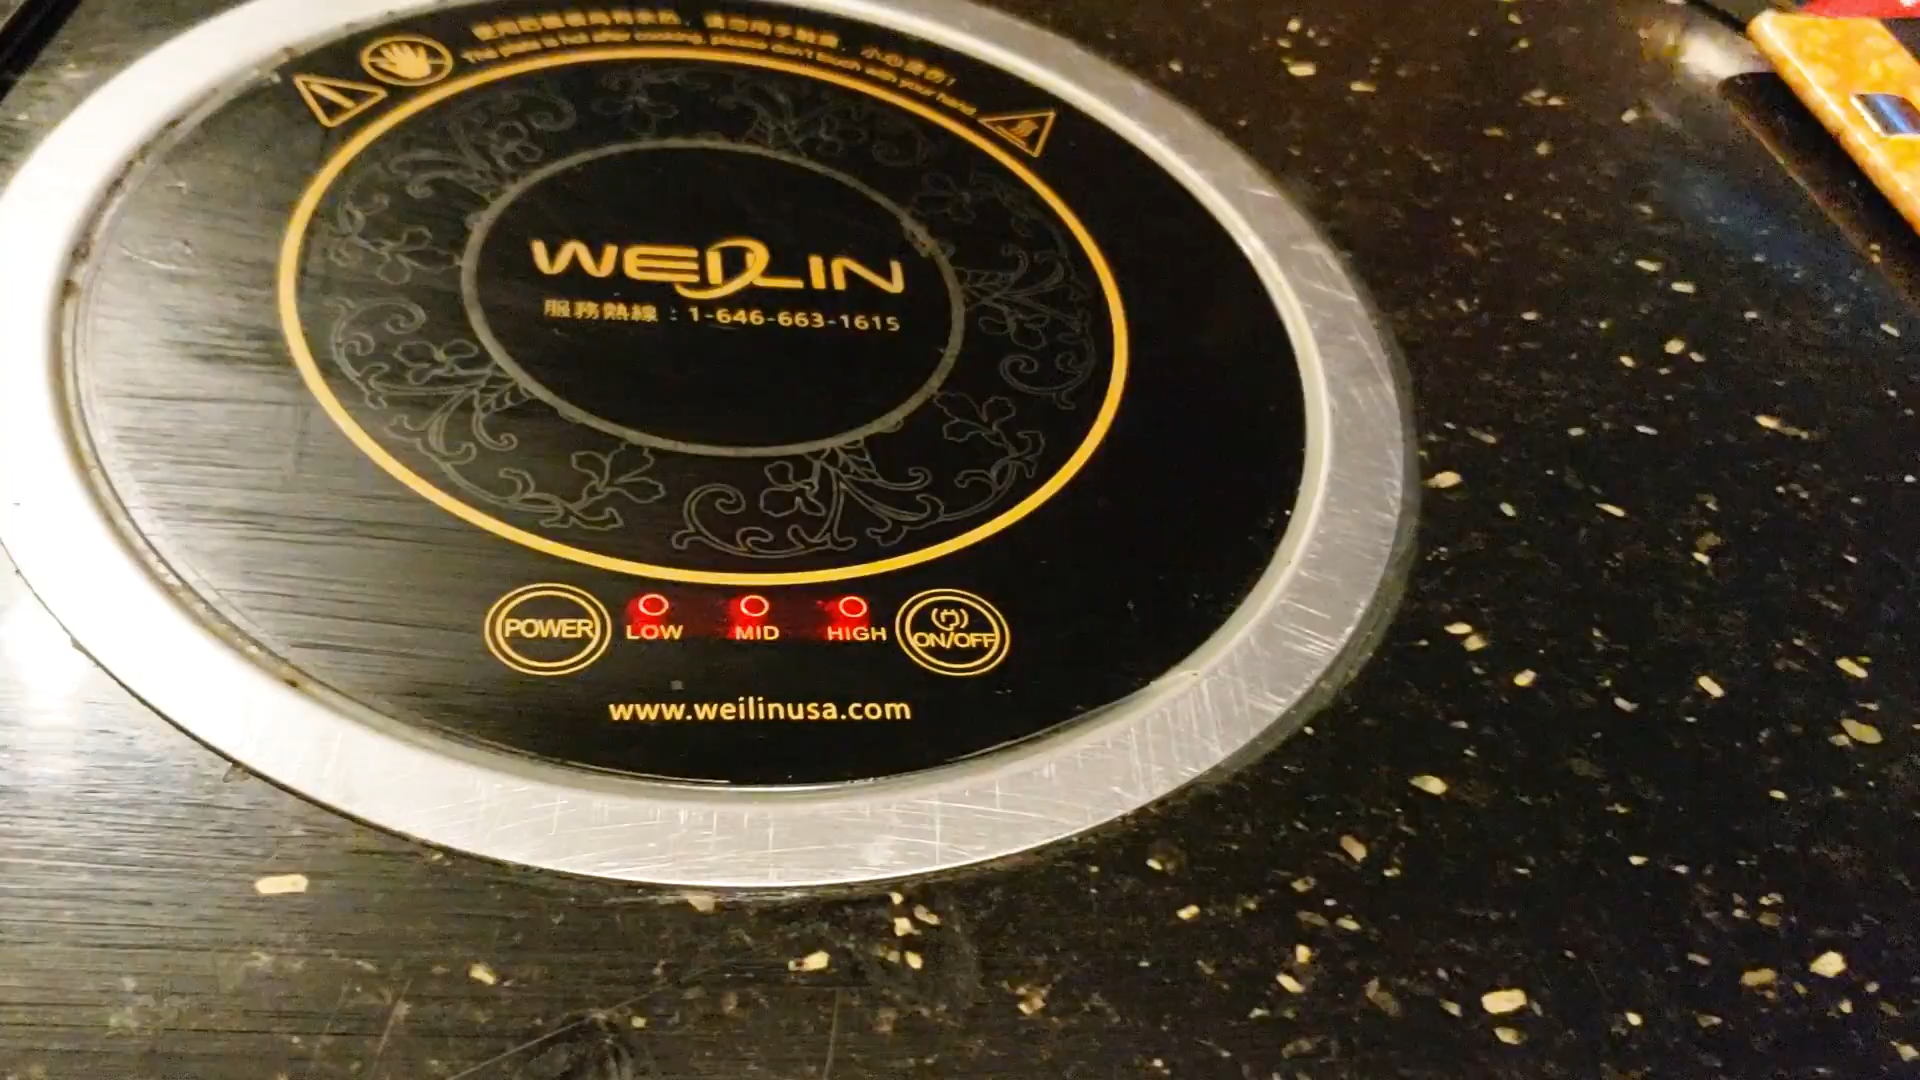 This plate is hot after cooking, please don't touch with your hand
WEILIN
服務熱線：1-646-663-1615
POWER
LOW
MID
HIGH
ON/OFF
www.weilinusa.com